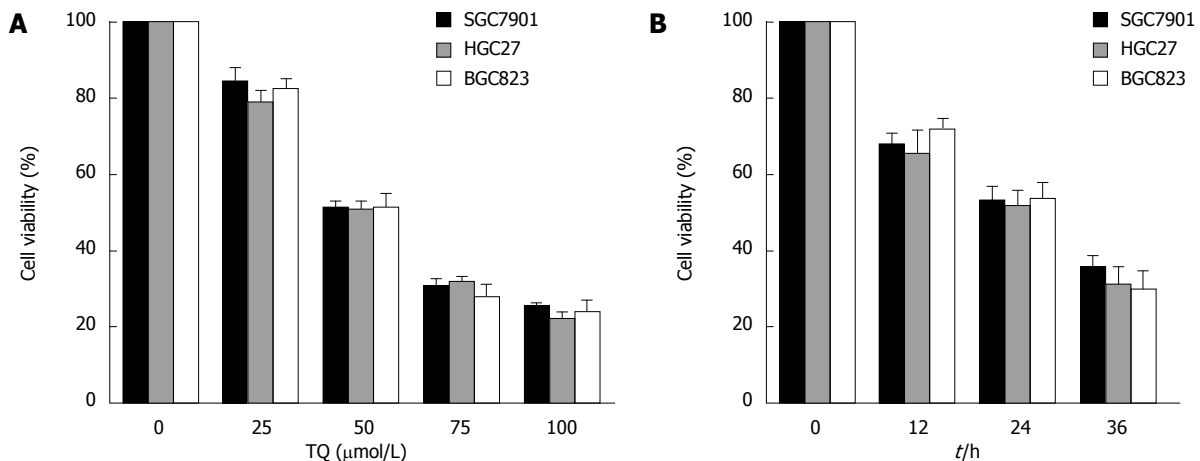 A
SGC7901
HGC27
BGC823
Cell viability (%)
100
80
60
40
20
0
0 25 50 75 100
TQ (μmol/L)
B
SGC7901
HGC27
BGC823
Cell viability (%)
100
80
60
40
20
0
0 12 24 36
t/h